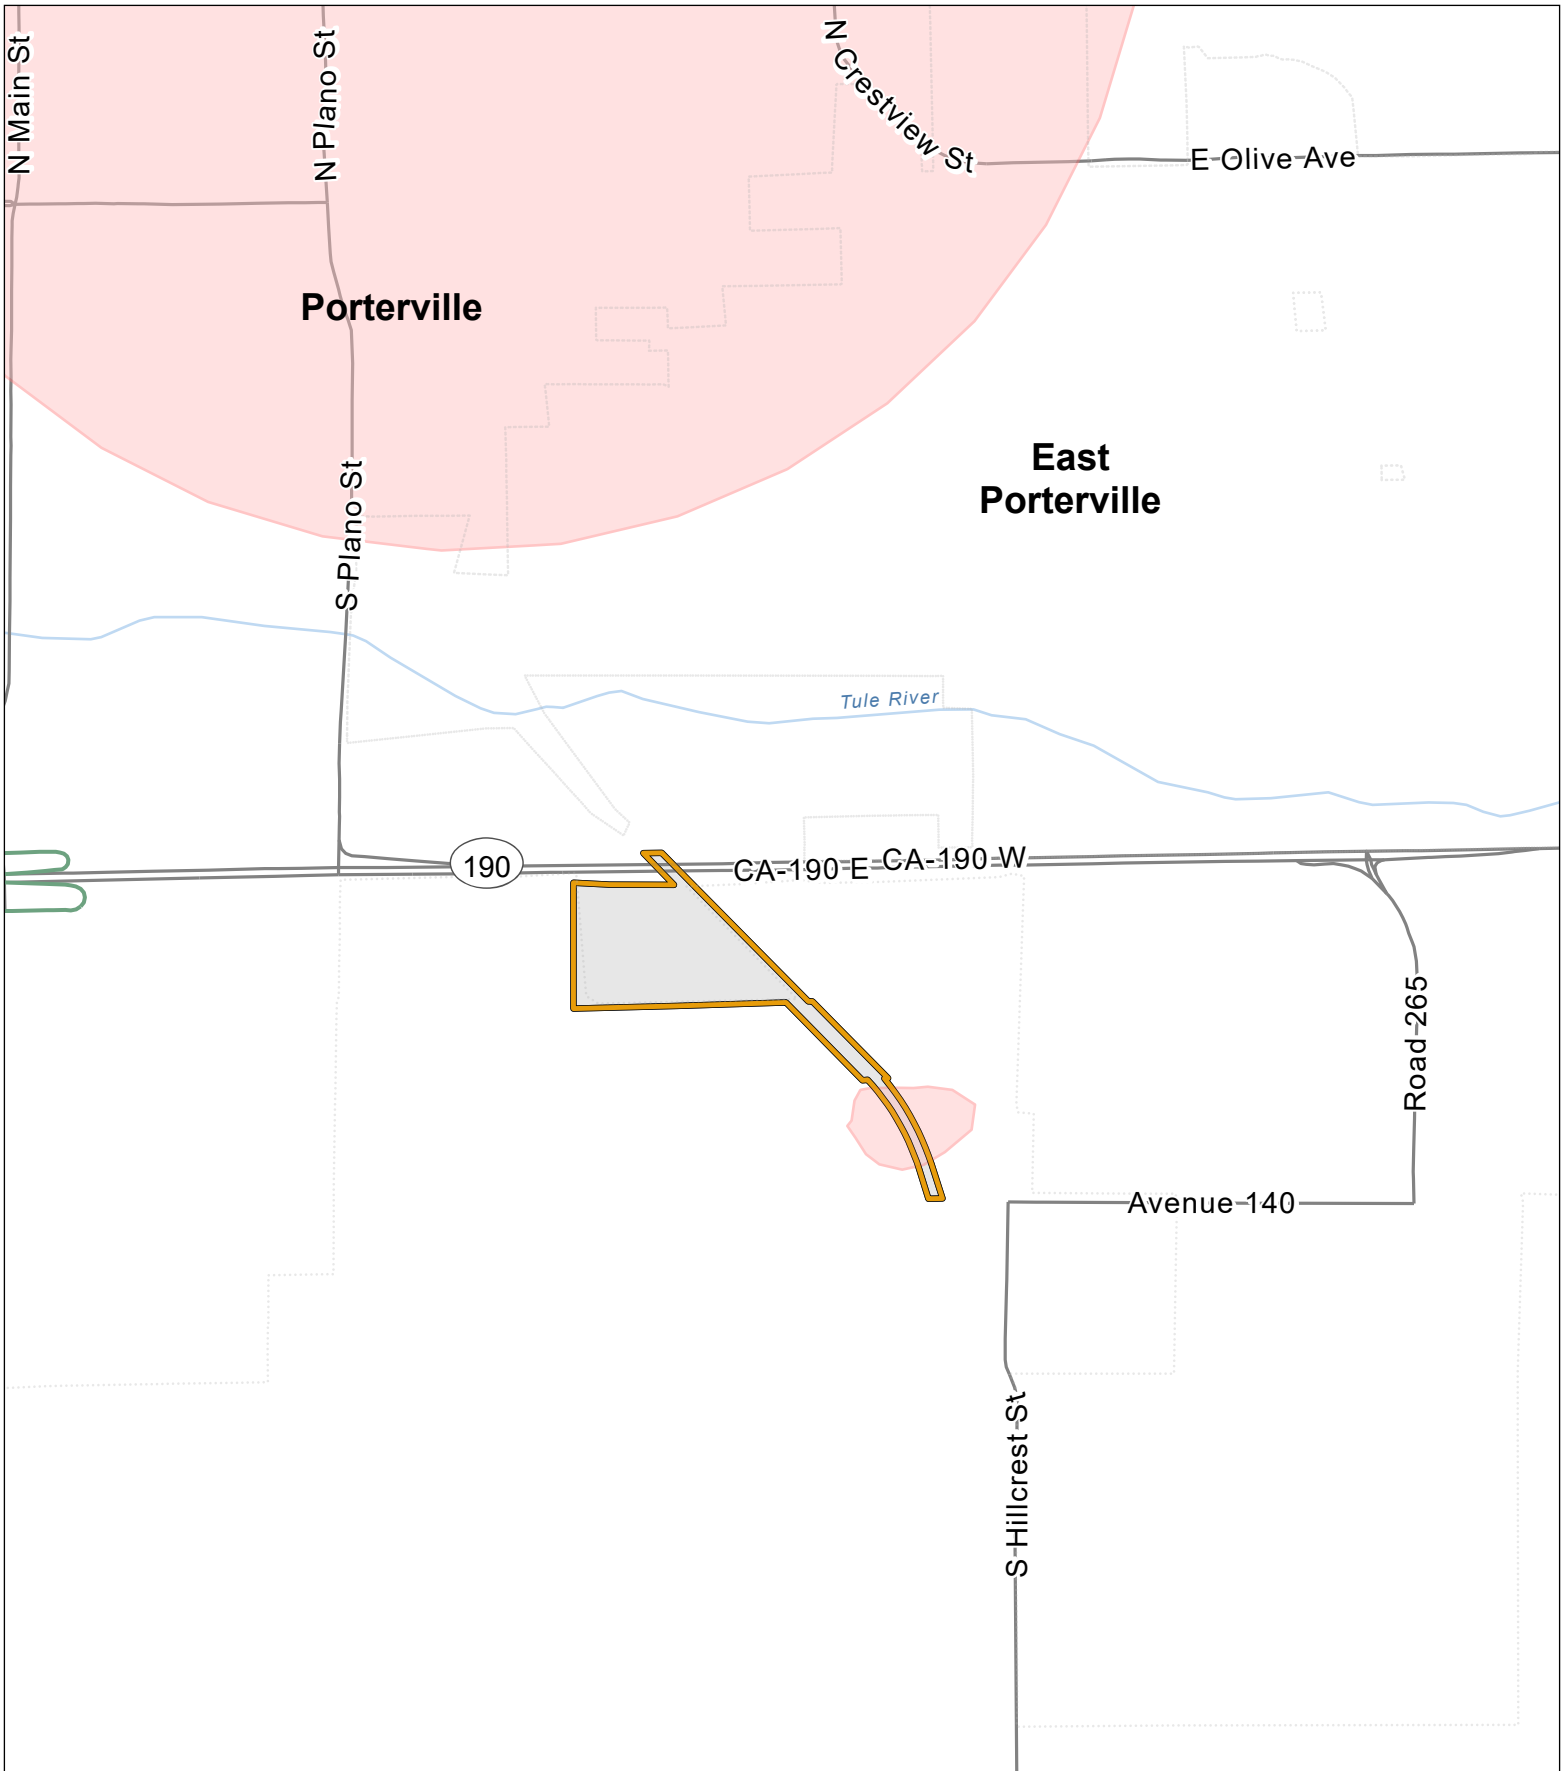 N Main St
N Plano St
N Crestview St
E Olive Ave
Porterville
East
Porterville
S Plano St
Tule River
190
CA-190 E
CA-190 W
Road 265
Avenue 140
S Hillcrest St